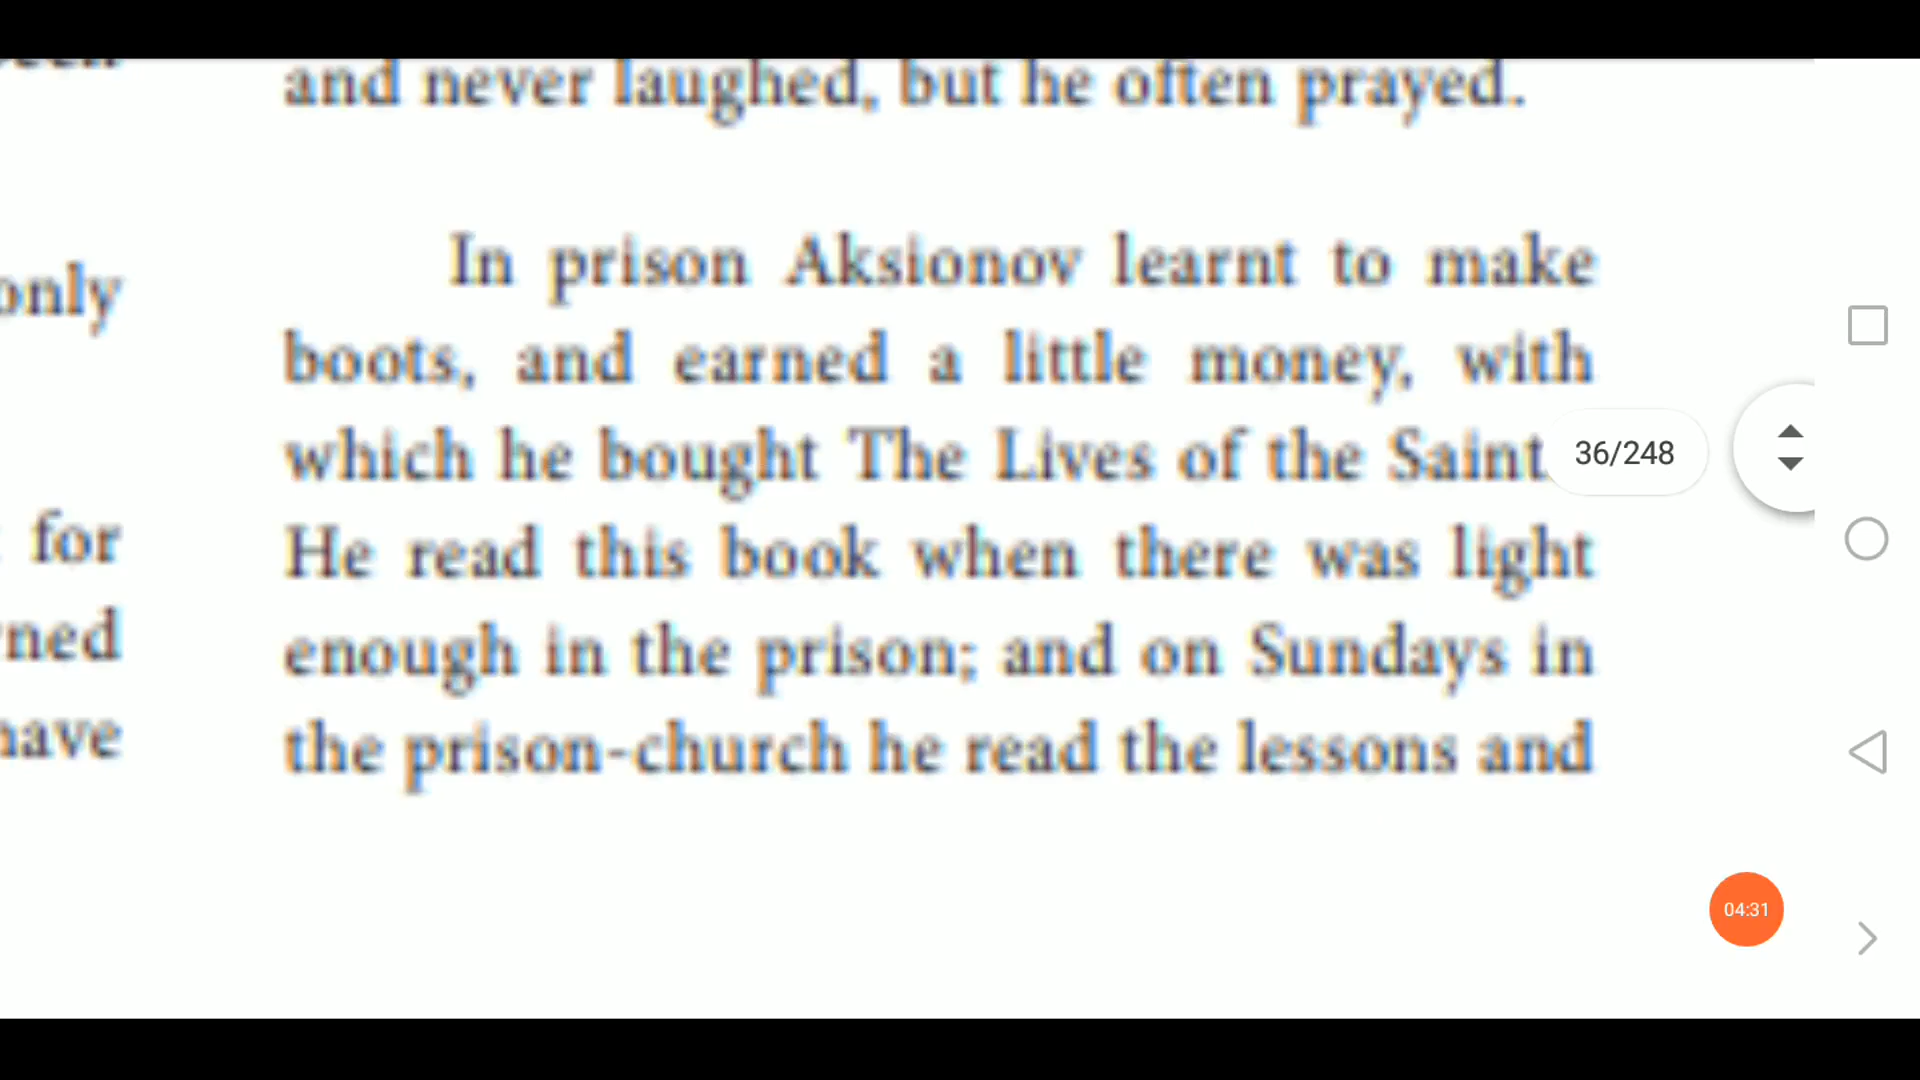 and never laughed, but he often prayed.
In prison Aksionov learnt to make
boots, and earned a little money, with
which he bought The Lives of the Saint
He read this book when there was light
enough in the prison; and on Sundays in
the prison-church he read the lessons and
only
for
ned
have
36/248
04:31